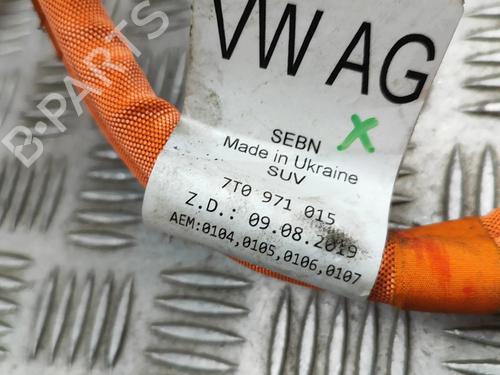 VW AG
SEBN X
Made in Ukraine
SUV
7T0 971 015
Z.D.: 09.08.2019
AEM:0104,0105,0106,0107
B-PARTS